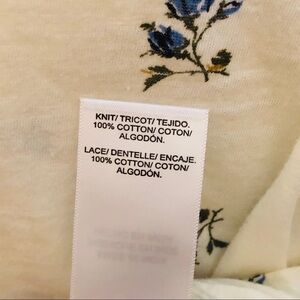 KNIT/ TRICOT/ TEJIDO.
100% COTTON/ COTON/
ALGODÓN.
LACE/ DENTELLE/ ENCAJE.
100% COTTON/ COTON/
ALGODÓN.